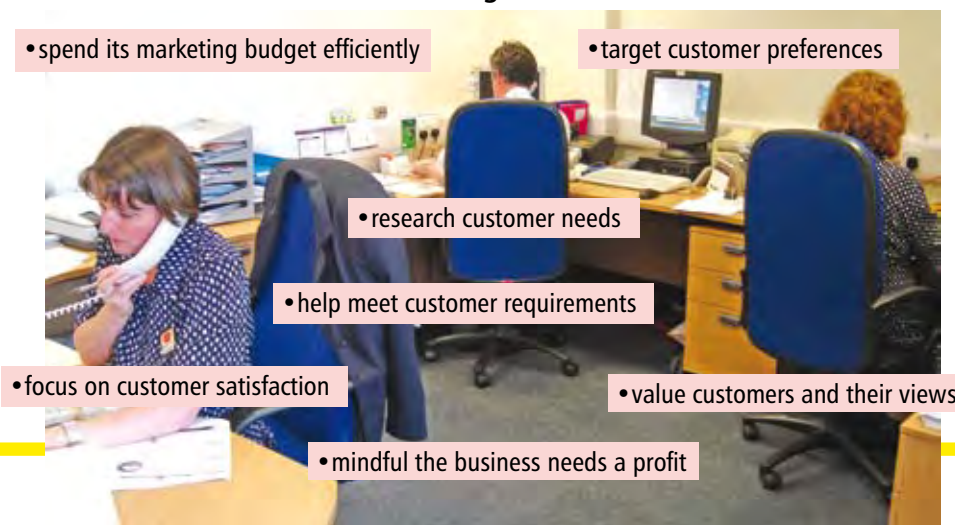 •spend its marketing budget efficiently
•target customer preferences
•research customer needs
•help meet customer requirements
•focus on customer satisfaction
•value customers and their views
•mindful the business needs a profit